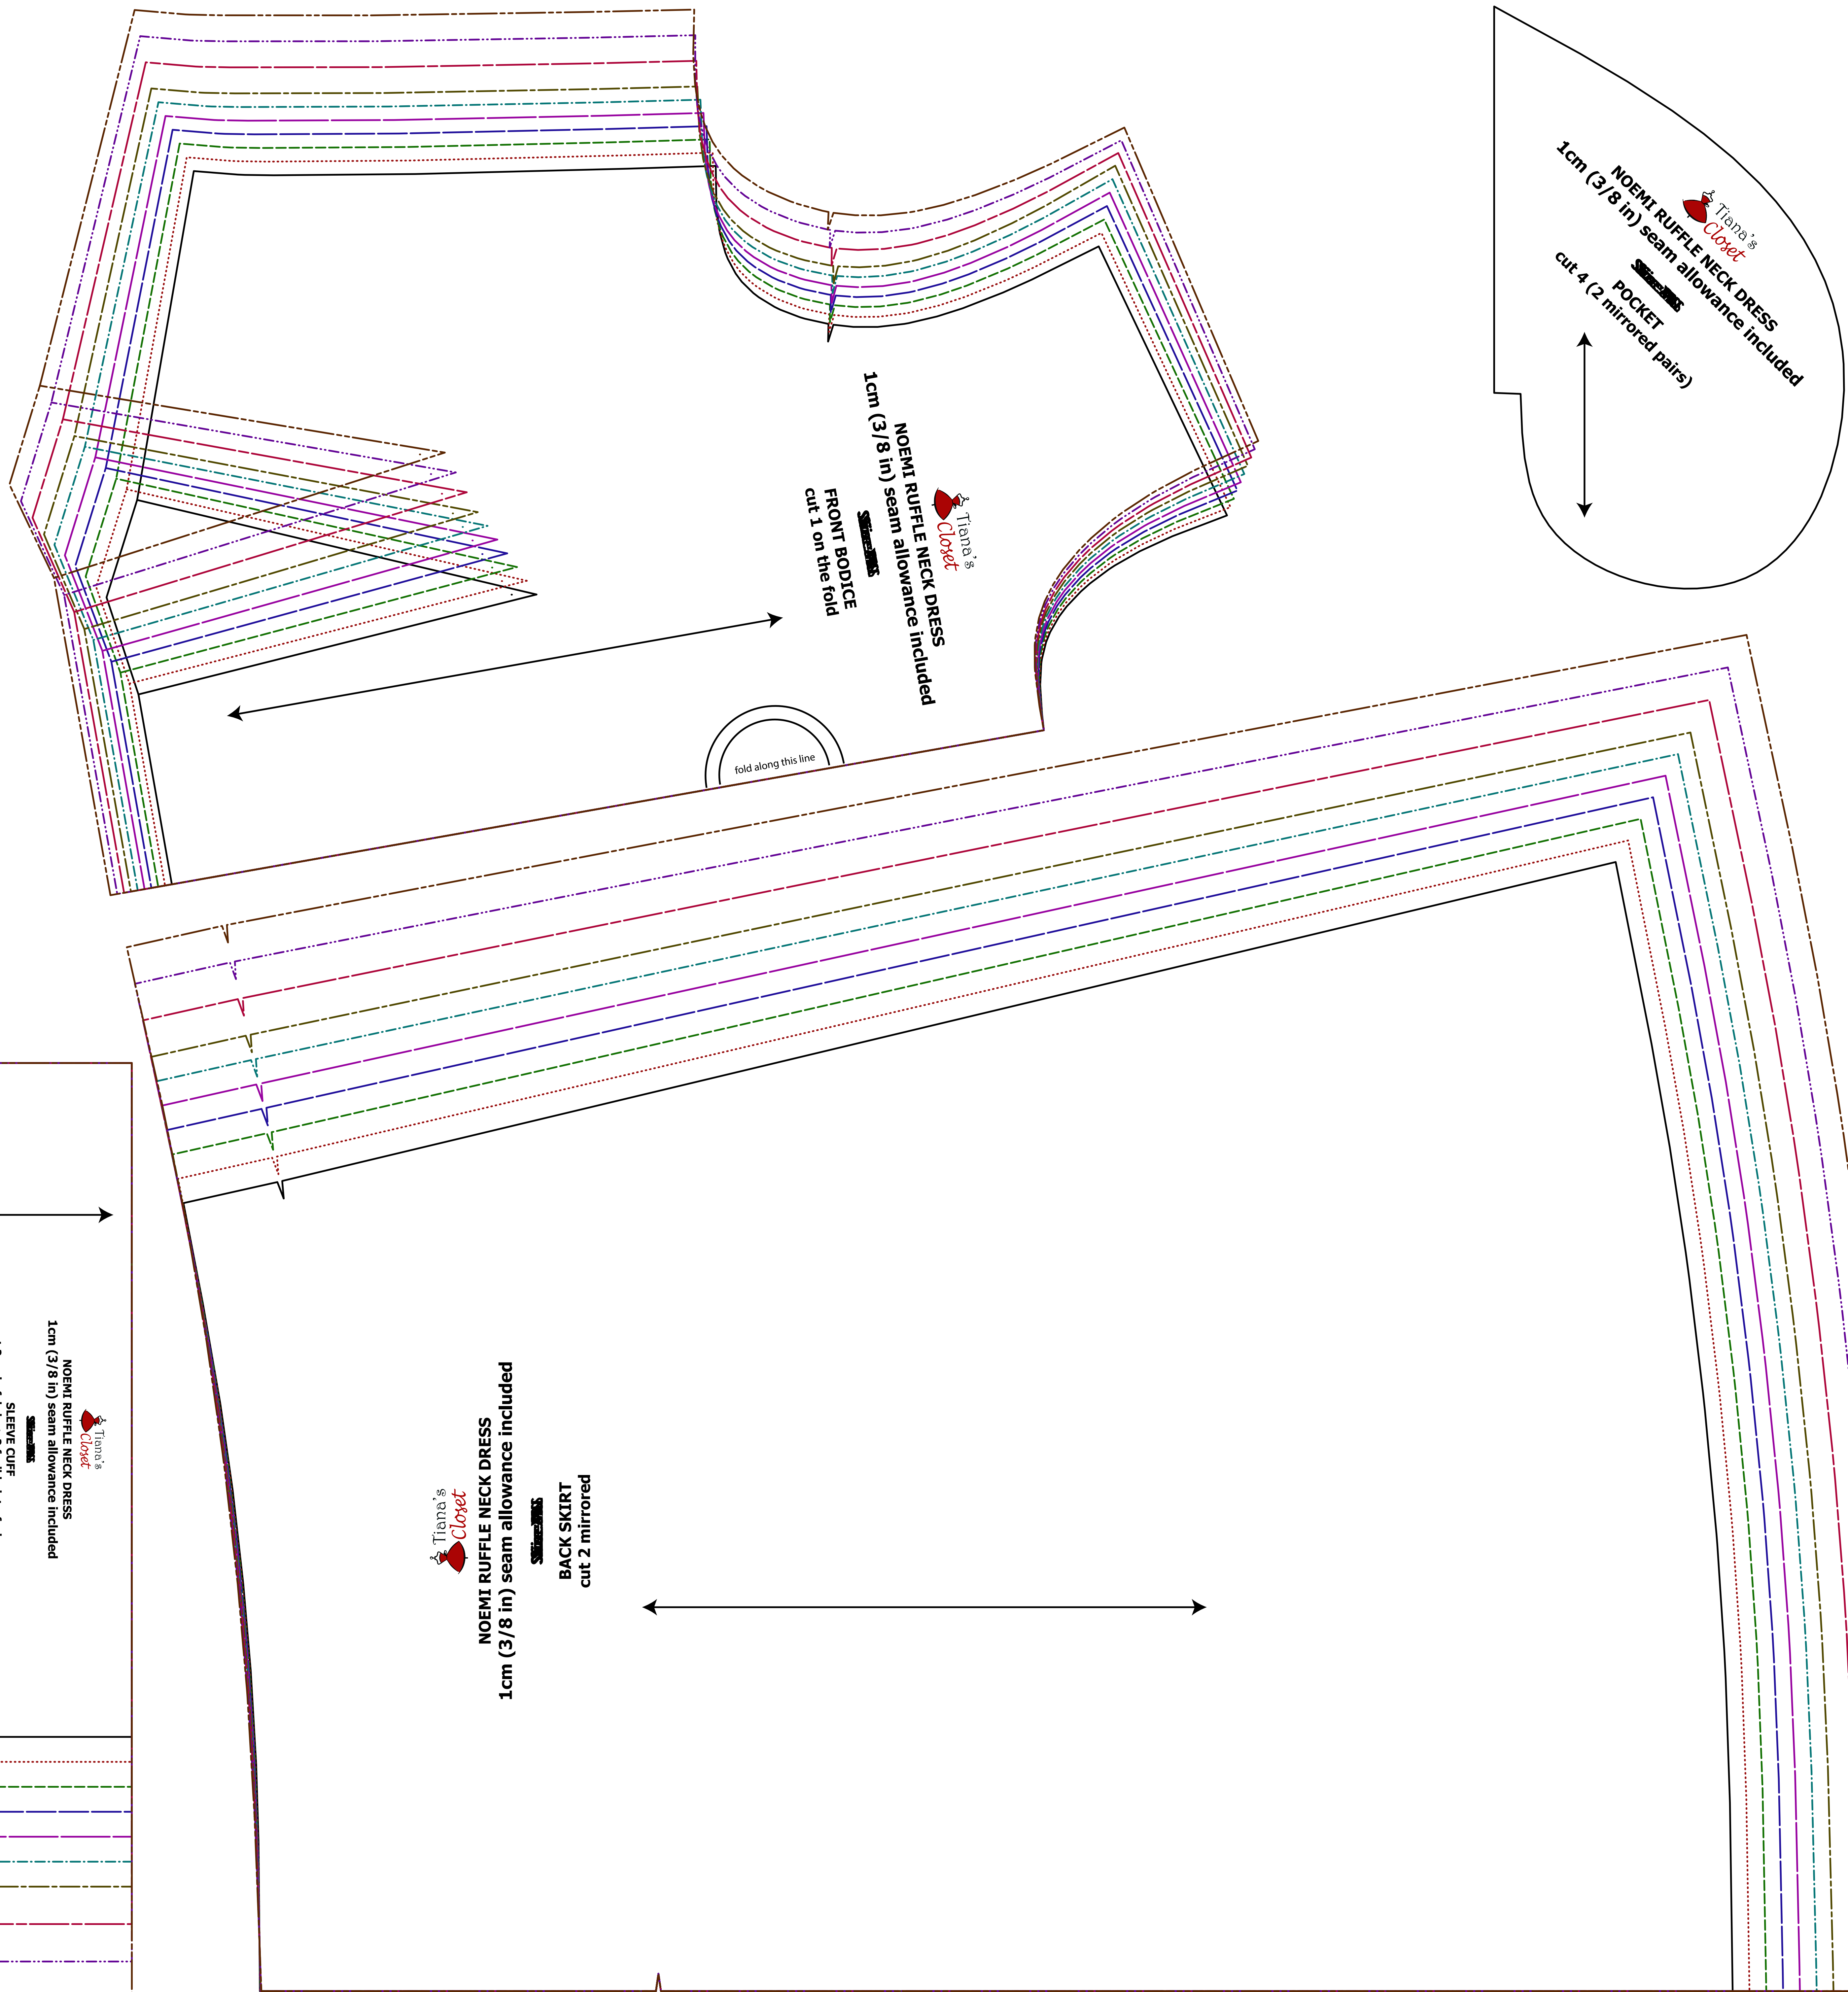 Tiana's
Closet
NOEMI RUFFLE NECK DRESS
1cm (3/8 in) seam allowance included
POCKET
cut 4 (2 mirrored pairs)
Tiana's
Closet
NOEMI RUFFLE NECK DRESS
1cm (3/8 in) seam allowance included
FRONT BODICE
cut 1 on the fold
fold along this line
Tiana's
Closet
NOEMI RUFFLE NECK DRESS
1cm (3/8 in) seam allowance included
SLEEVE CUFF
Tiana's
Closet
NOEMI RUFFLE NECK DRESS
1cm (3/8 in) seam allowance included
BACK SKIRT
cut 2 mirrored